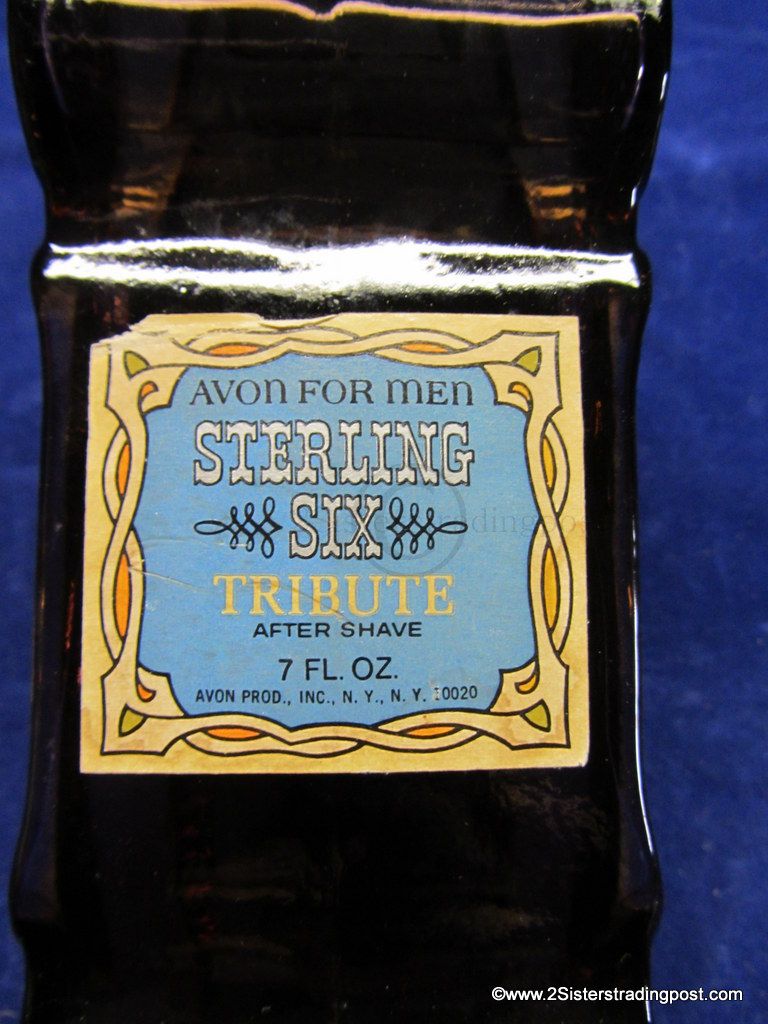 AVON FOR MEN
STERLING
SIX
TRIBUTE
AFTER SHAVE
7 FL. OZ.
AVON PROD., INC., N. Y., N. Y. 10020
©www.2Sisterstradingpost.com